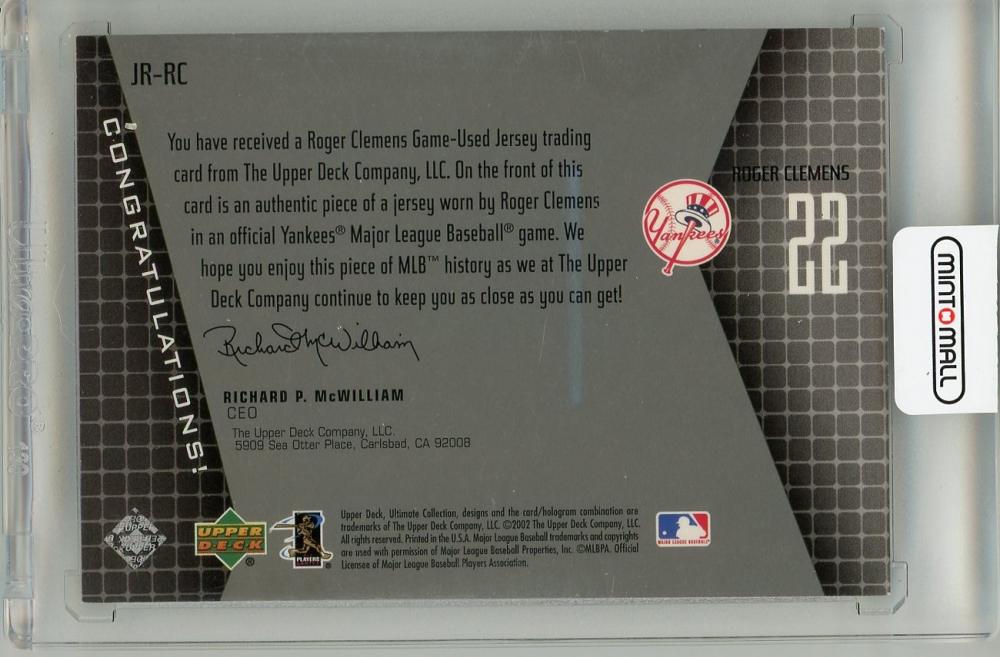 JR-RC
CONGRATULATIONS!
You have received a Roger Clemens Game-Used Jersey trading
card from The Upper Deck Company, LLC. On the front of this
card is an authentic piece of a jersey worn by Roger Clemens
in an official Yankees® Major League Baseball® game. We
hope you enjoy this piece of MLB™ history as we at The Upper
Deck Company continue to keep you as close as you can get!
Richard McWilliam
RICHARD P. McWILLIAM
CEO
The Upper Deck Company, LLC.
5909 Sea Otter Place, Carlsbad, CA 92008
Yankees
ROGER CLEMENS
22
MINT MALL
UPPER DECK®
PLAYERS
Upper Deck, Ultimate Collection, designs and the card/hologram combination are
trademarks of The Upper Deck Company, LLC. ©2002 The Upper Deck Company, LLC.
All rights reserved. Printed in the U.S.A. Major League Baseball trademarks and copyrights
are used with permission of Major League Baseball Properties, Inc. ©MLBPA. Official
Licensee of Major League Baseball Players Association.
MAJOR LEAGUE BASEBALL